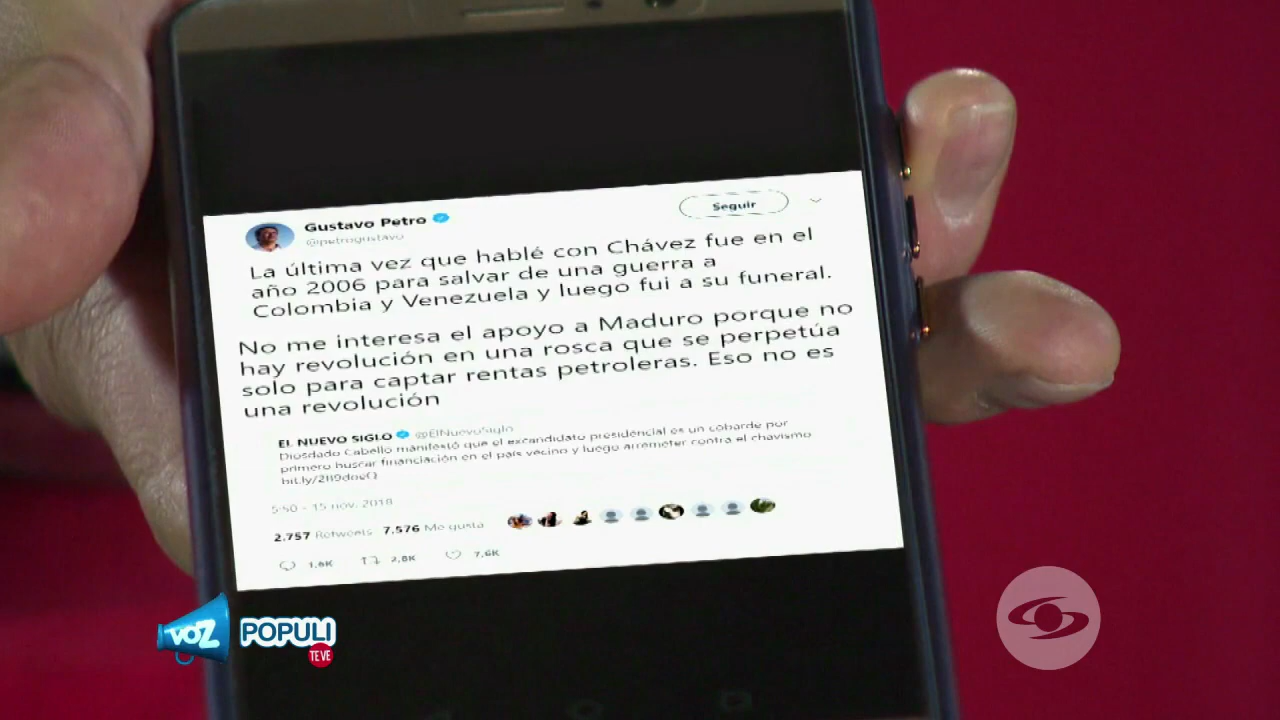 Gustavo Petro
@petrogustavo
Seguir
La última vez que hablé con Chávez fue en el
año 2006 para salvar de una guerra a
Colombia y Venezuela y luego fui a su funeral.
No me interesa el apoyo a Maduro porque no
hay revolución en una rosca que se perpetúa
solo para captar rentas petroleras. Eso no es
una revolución
EL NUEVO SIGLO @ElNuevoSiglo
Diosdado Cabello manifestó que el excandidato presidencial es un cobarde por
primero buscar financiación en el país vecino y luego arremeter contra el chavismo
5:50 - 15 nov. 2018
2.757 Retweets 7.576 Me gusta
1,8K 2,8K 7,6K
VOZ POPULI
TEVE